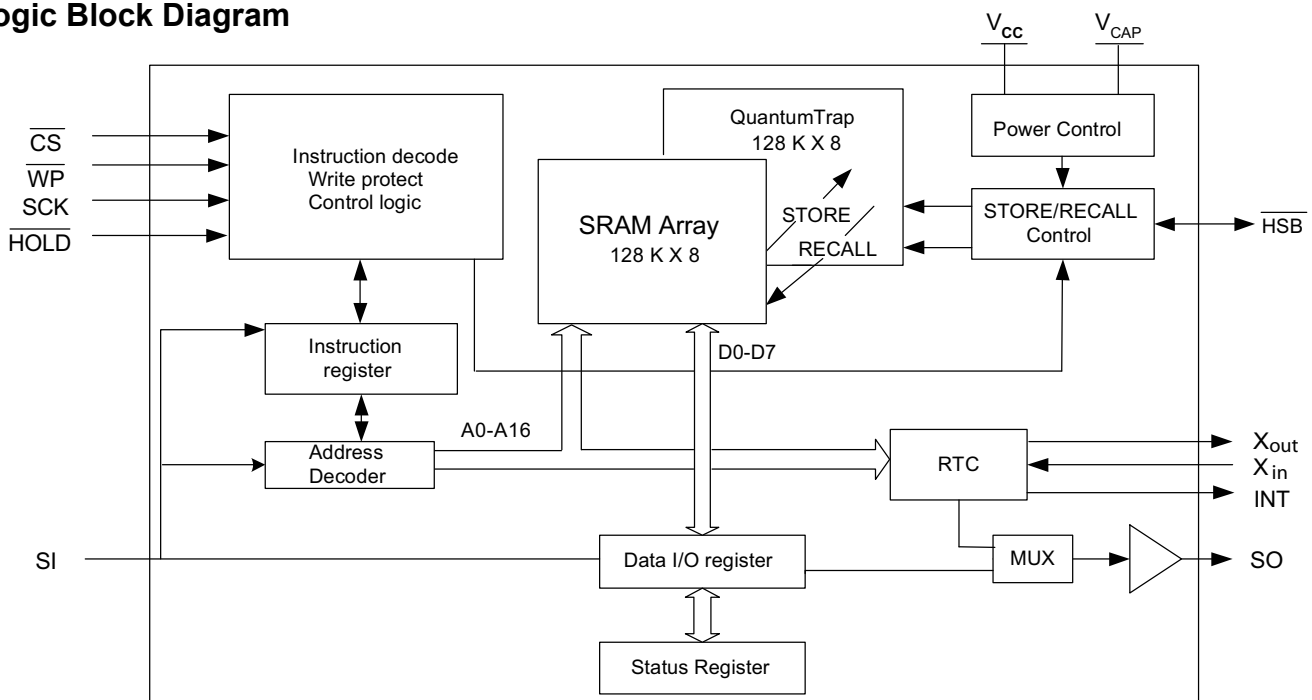 ogic Block Diagram
VCC
VCAP
QuantumTrap
128 K X 8
Power Control
CS
WP
SCK
HOLD
Instruction decode
Write protect
Control logic
SRAM Array
128 K X 8
STORE
RECALL
STORE/RECALL
Control
HSB
Instruction
register
D0-D7
A0-A16
Address
Decoder
RTC
Xout
Xin
INT
SI
Data I/O register
MUX
SO
Status Register